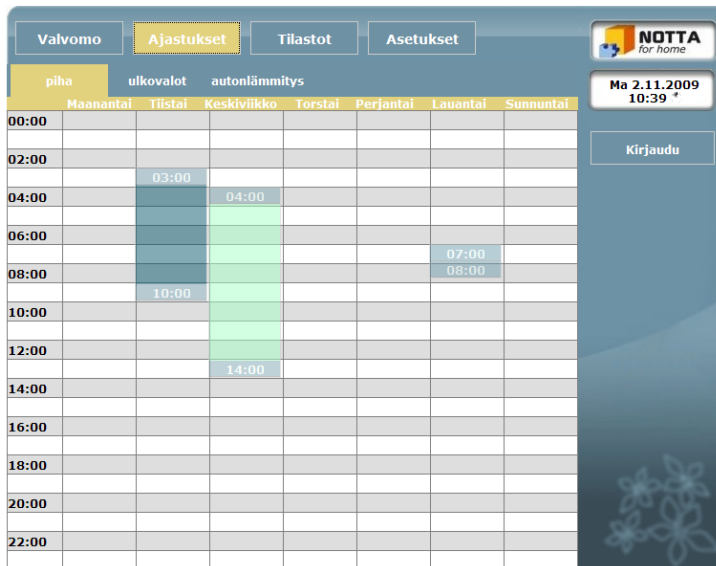 Valvomo Ajastukset Tilastot Asetukset
NOTTA
for home
piha ulkovalot autonlämmitys
Ma 2.11.2009
10:39
Maanantai Tiistai Keskiviikko Torstai Perjantai Lauantai Sunnuntai
00:00
Kirjaudu
02:00
03:00
04:00 04:00
06:00
07:00
08:00 08:00
10:00
10:00
12:00
14:00
14:00
16:00
18:00
20:00
22:00